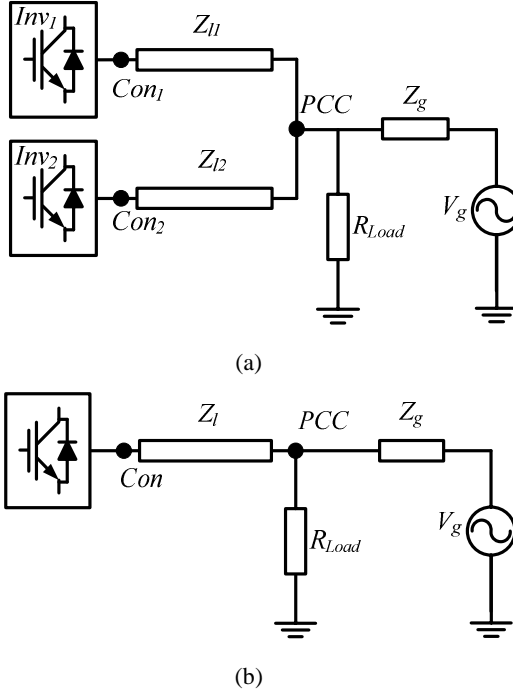 Inv1
Zl1
Con1
PCC
Zg
Inv2
Zl2
Con2
RLoad
Vg
(a)
Zl
PCC
Zg
Con
RLoad
Vg
(b)